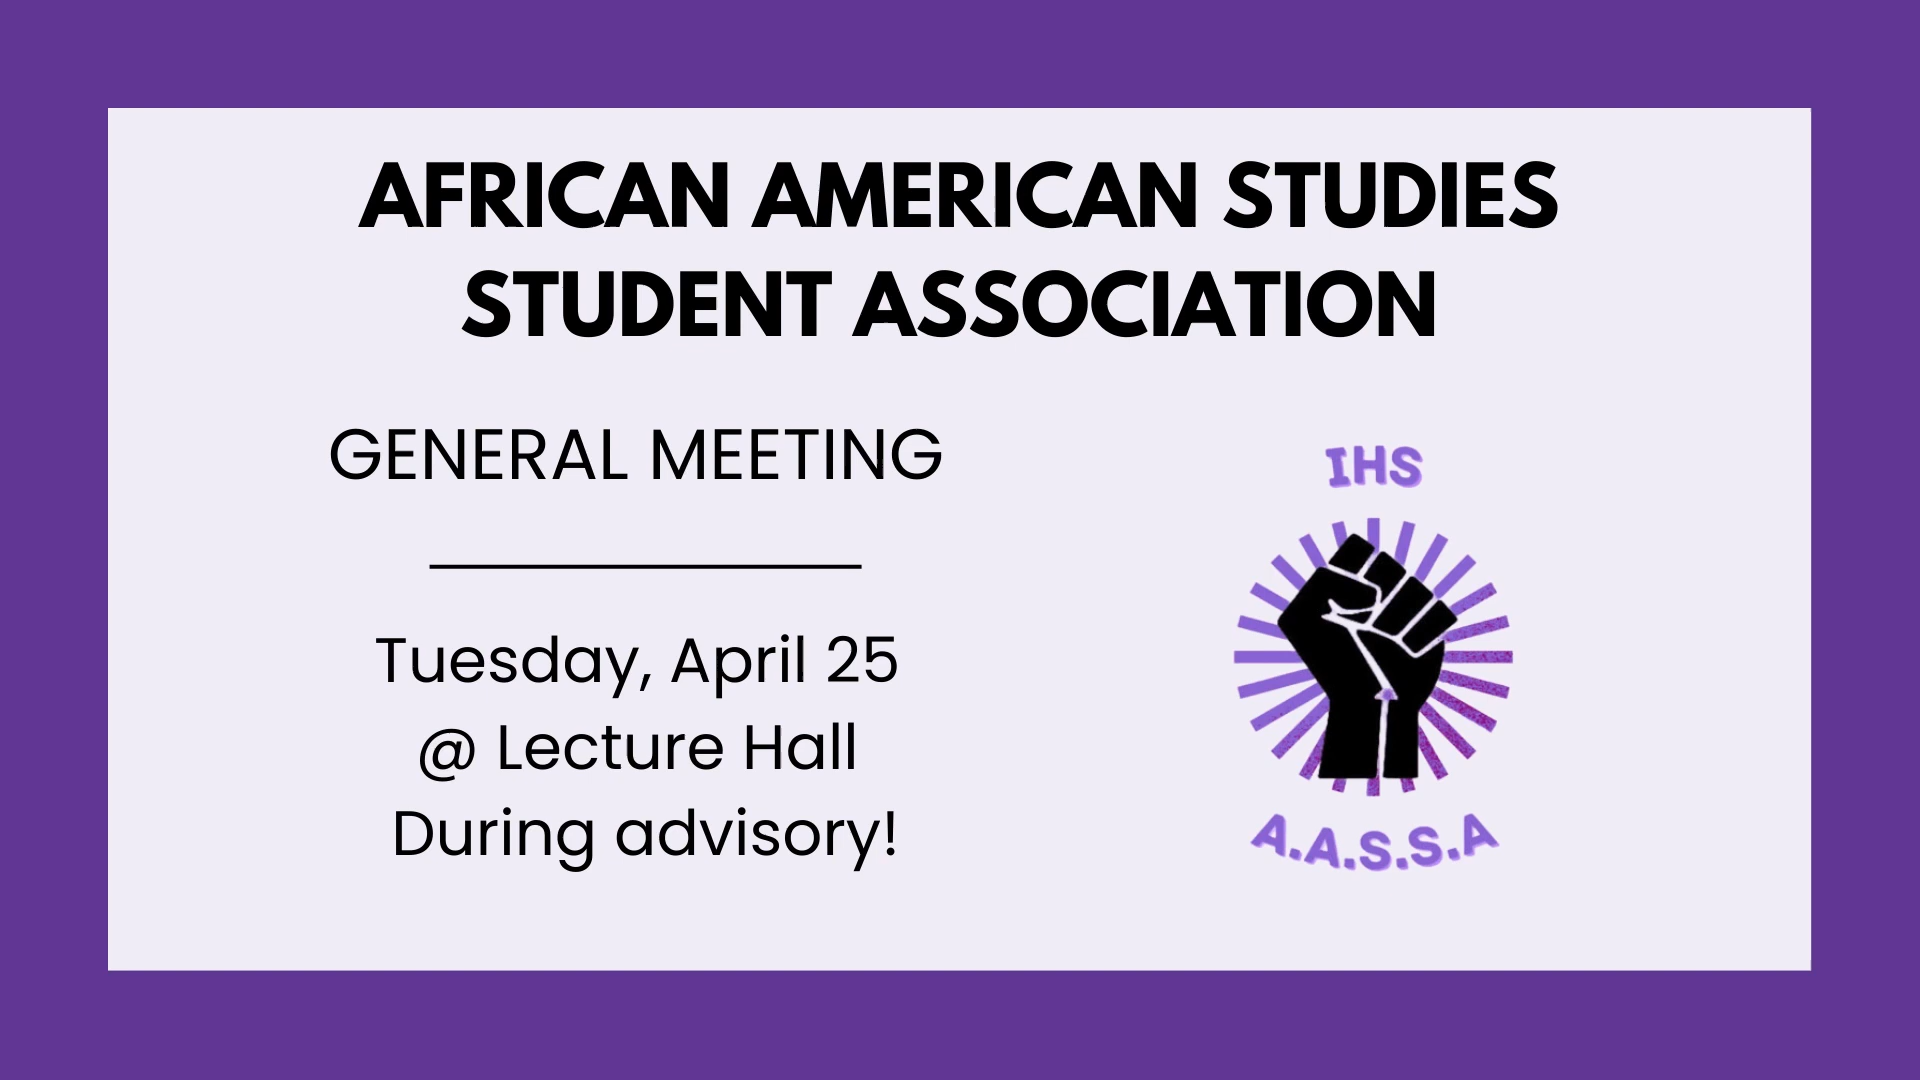 AFRICAN AMERICAN STUDIES
STUDENT ASSOCIATION
GENERAL MEETING
Tuesday, April 25
@ Lecture Hall
During advisory!
IHS
A.A.S.S.A